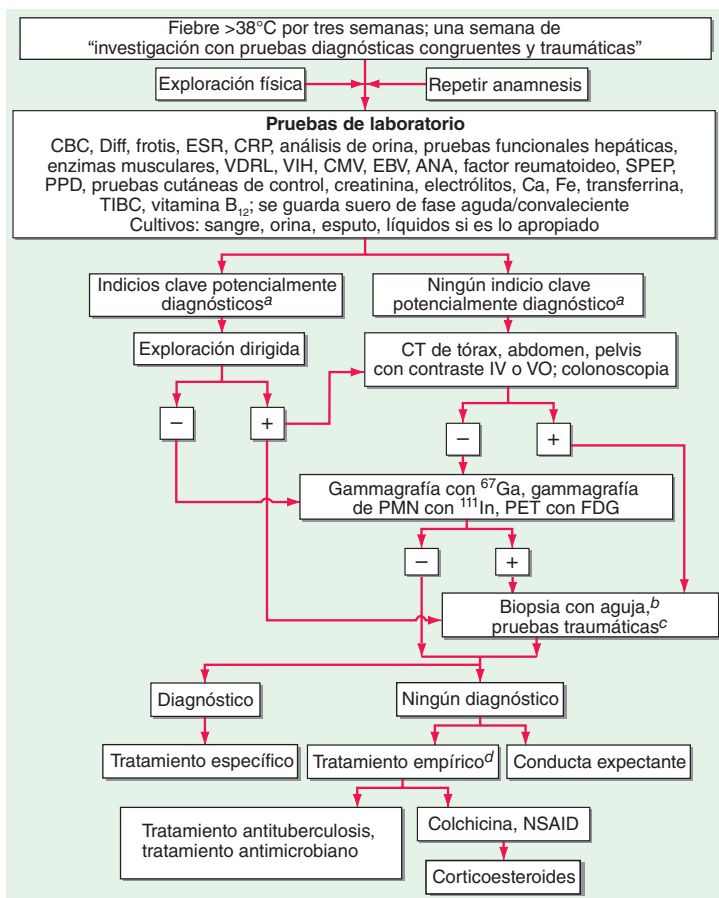 Fiebre >38°C por tres semanas; una semana de
“investigación con pruebas diagnósticas congruentes y traumáticas”
Exploración física
Repetir anamnesis
Pruebas de laboratorio
CBC, Diff, frotis, ESR, CRP, análisis de orina, pruebas funcionales hepáticas,
enzimas musculares, VDRL, VIH, CMV, EBV, ANA, factor reumatoideo, SPEP,
PPD, pruebas cutáneas de control, creatinina, electrólitos, Ca, Fe, transferrina,
TIBC, vitamina B12; se guarda suero de fase aguda/convaleciente
Cultivos: sangre, orina, esputo, líquidos si es lo apropiado
Indicios clave potencialmente
diagnósticosa
Ningún indicio clave
potencialmente diagnósticoa
Exploración dirigida
CT de tórax, abdomen, pelvis
con contraste IV o VO; colonoscopia
−
+
−
+
Gammagrafía con 67Ga, gammagrafía
de PMN con 111In, PET con FDG
−
+
Biopsia con aguja,b
pruebas traumáticasc
Diagnóstico
Ningún diagnóstico
Tratamiento específico
Tratamiento empíricod
Conducta expectante
Tratamiento antituberculosis,
tratamiento antimicrobiano
Colchicina, NSAID
Corticoesteroides